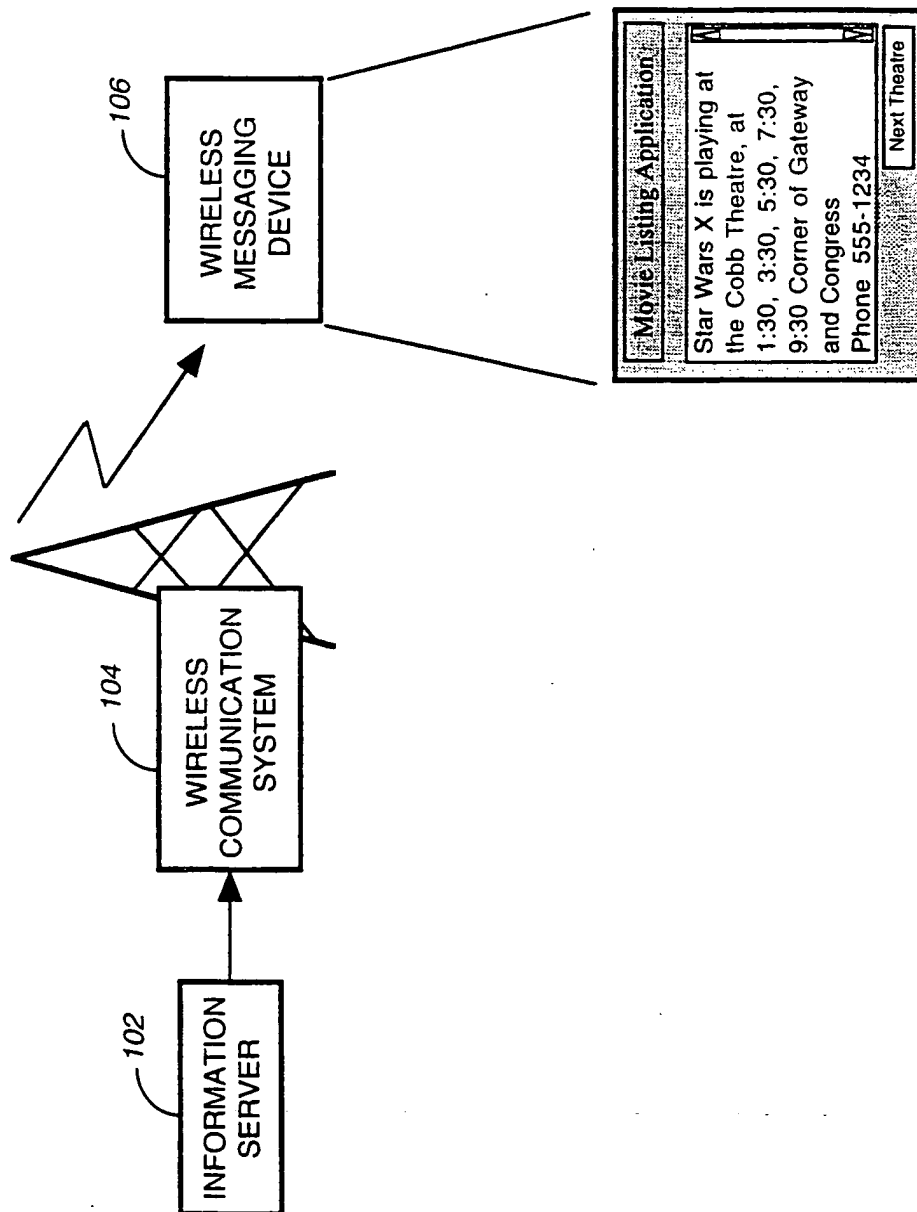 102
INFORMATION
SERVER
104
WIRELESS
COMMUNICATION
SYSTEM
106
WIRELESS
MESSAGING
DEVICE
Movie Listing Application
Star Wars X is playing at
the Cobb Theatre, at
1:30, 3:30, 5:30, 7:30,
9:30 Corner of Gateway
and Congress
Phone 555-1234
Next Theatre